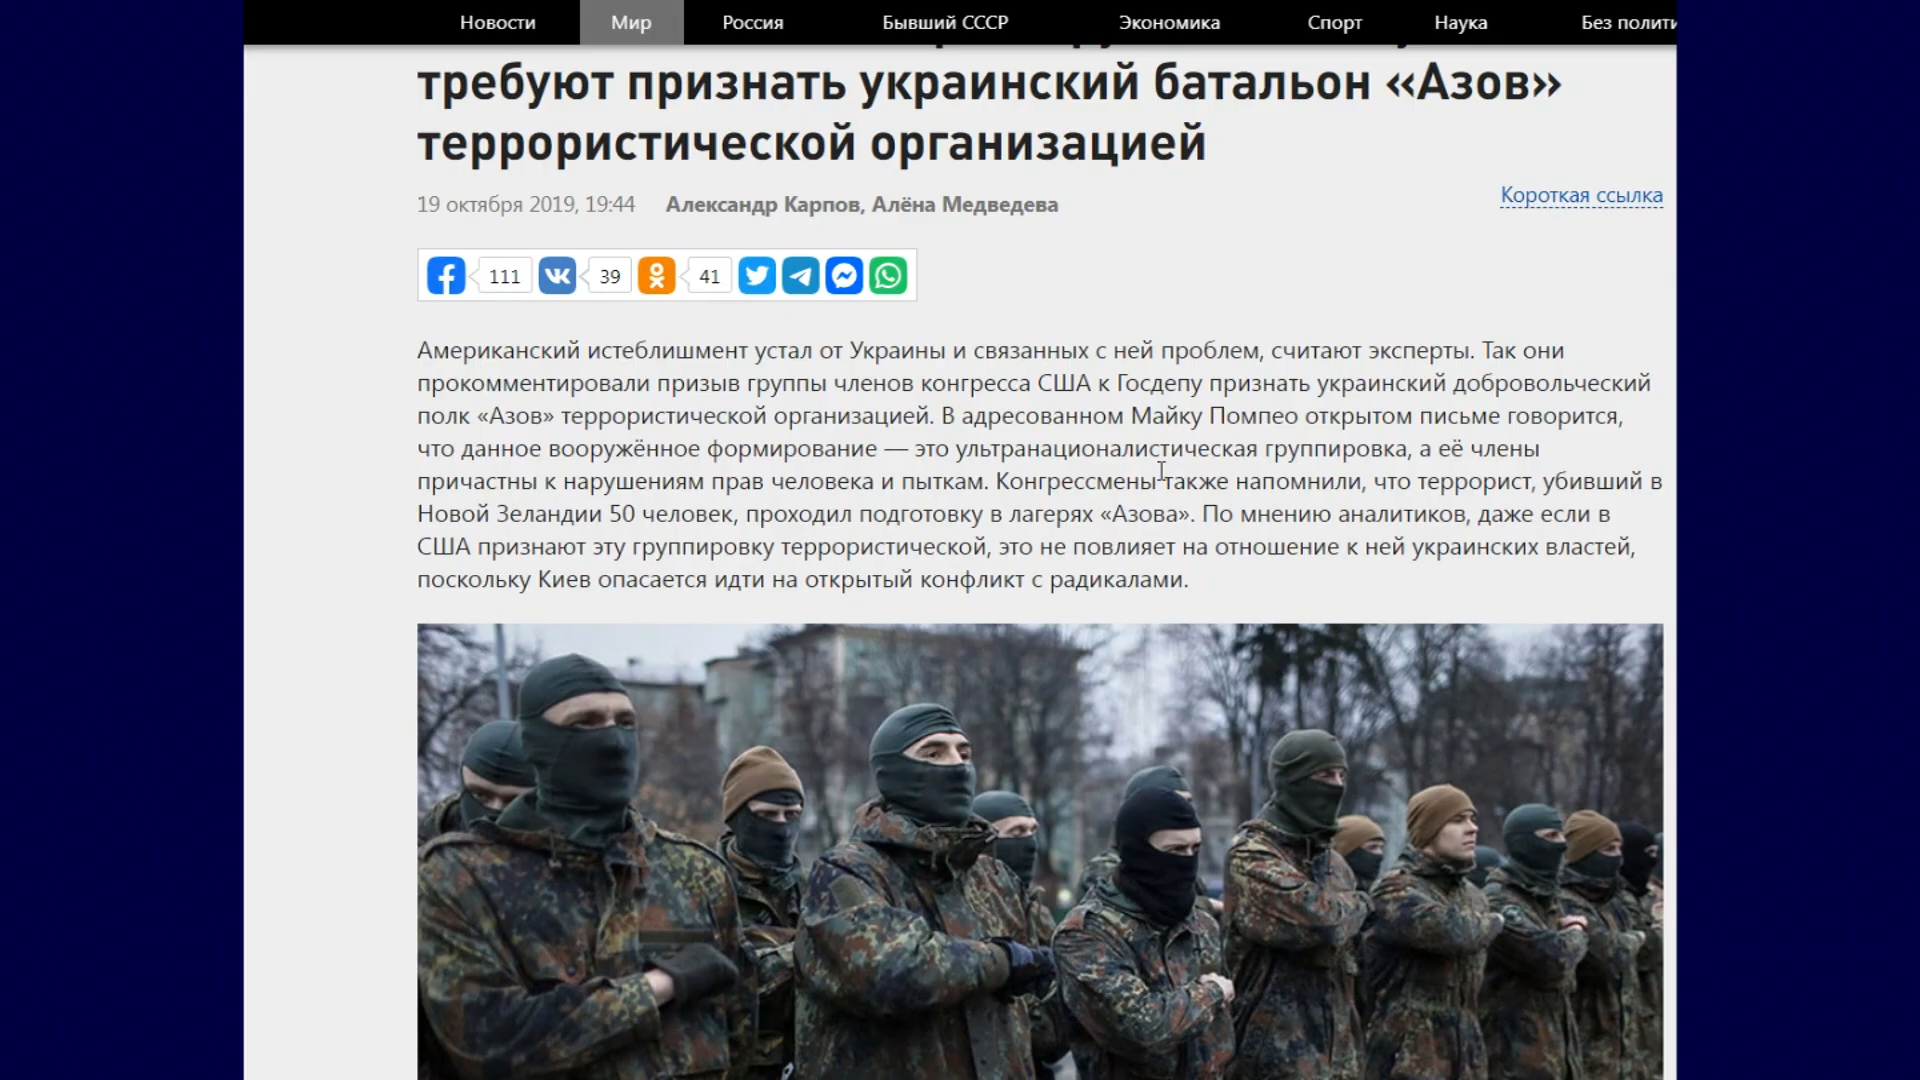 Новости Мир Россия Бывший СССР Экономика Спорт Наука Без
требуют признать украинский батальон «Азов»
террористической организацией
19 октября 2019, 19:44 Александр Карпов, Алёна Медведева
Короткая ссылка
111 39 41
Американский истеблишмент устал от Украины и связанных с ней проблем, считают эксперты. Так они
прокомментировали призыв группы членов конгресса США к Госдепу признать украинский добровольческий
полк «Азов» террористической организацией. В адресованном Майку Помпео открытом письме говорится,
что данное вооружённое формирование — это ультранационалистическая группировка, а её члены
причастны к нарушениям прав человека и пыткам. Конгрессмены также напомнили, что террорист, убивший в
Новой Зеландии 50 человек, проходил подготовку в лагерях «Азова». По мнению аналитиков, даже если в
США признают эту группировку террористической, это не повлияет на отношение к ней украинских властей,
поскольку Киев опасается идти на открытый конфликт с радикалами.